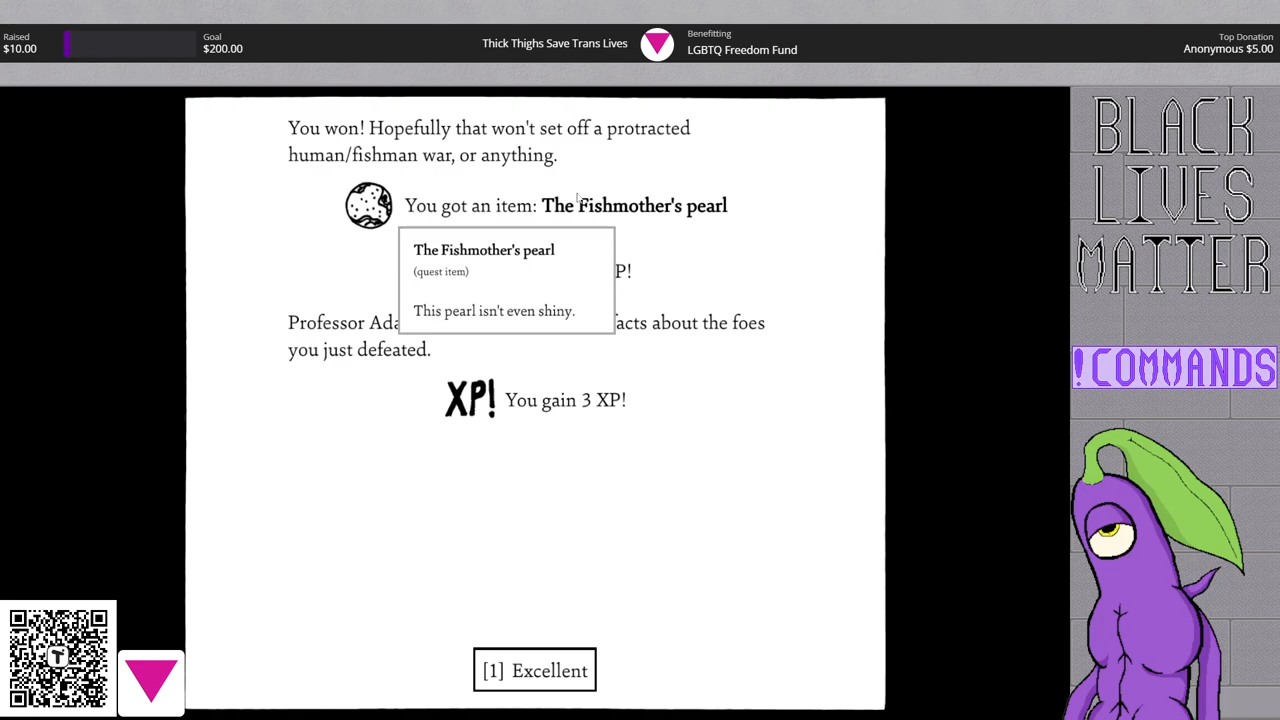 Raised
$10.00
Goal
$200.00
Thick Thighs Save Trans Lives
Benefitting
LGBTQ Freedom Fund
Top Donation
Anonymous $5.00
You won! Hopefully that won't set off a protracted
human/fishman war, or anything.
You got an item: The Fishmother's pearl
The Fishmother's pearl
(quest item)
This pearl isn't even shiny.
P!
Professor Ada
facts about the foes
you just defeated.
XP! You gain 3 XP!
[1] Excellent
BLACK
LIVES
MATTER
!COMMANDS
T